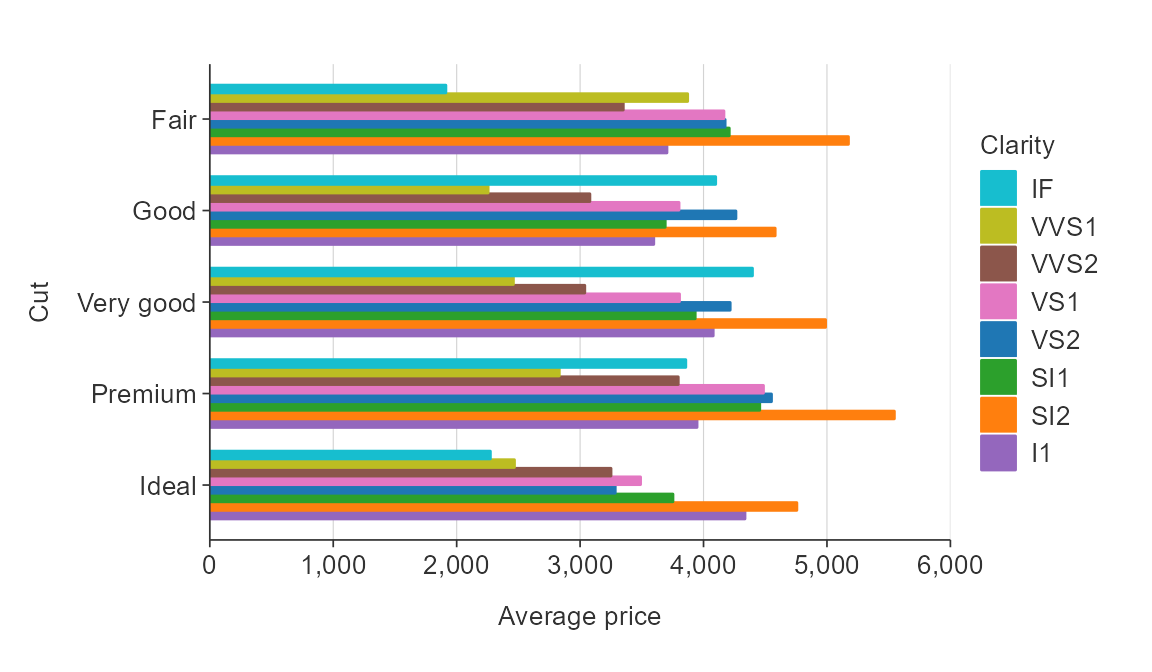 Fair
Good
Very good
Premium
Ideal
Cut
0 1,000 2,000 3,000 4,000 5,000 6,000
Average price
Clarity
IF
VVS1
VVS2
VS1
VS2
SI1
SI2
I1